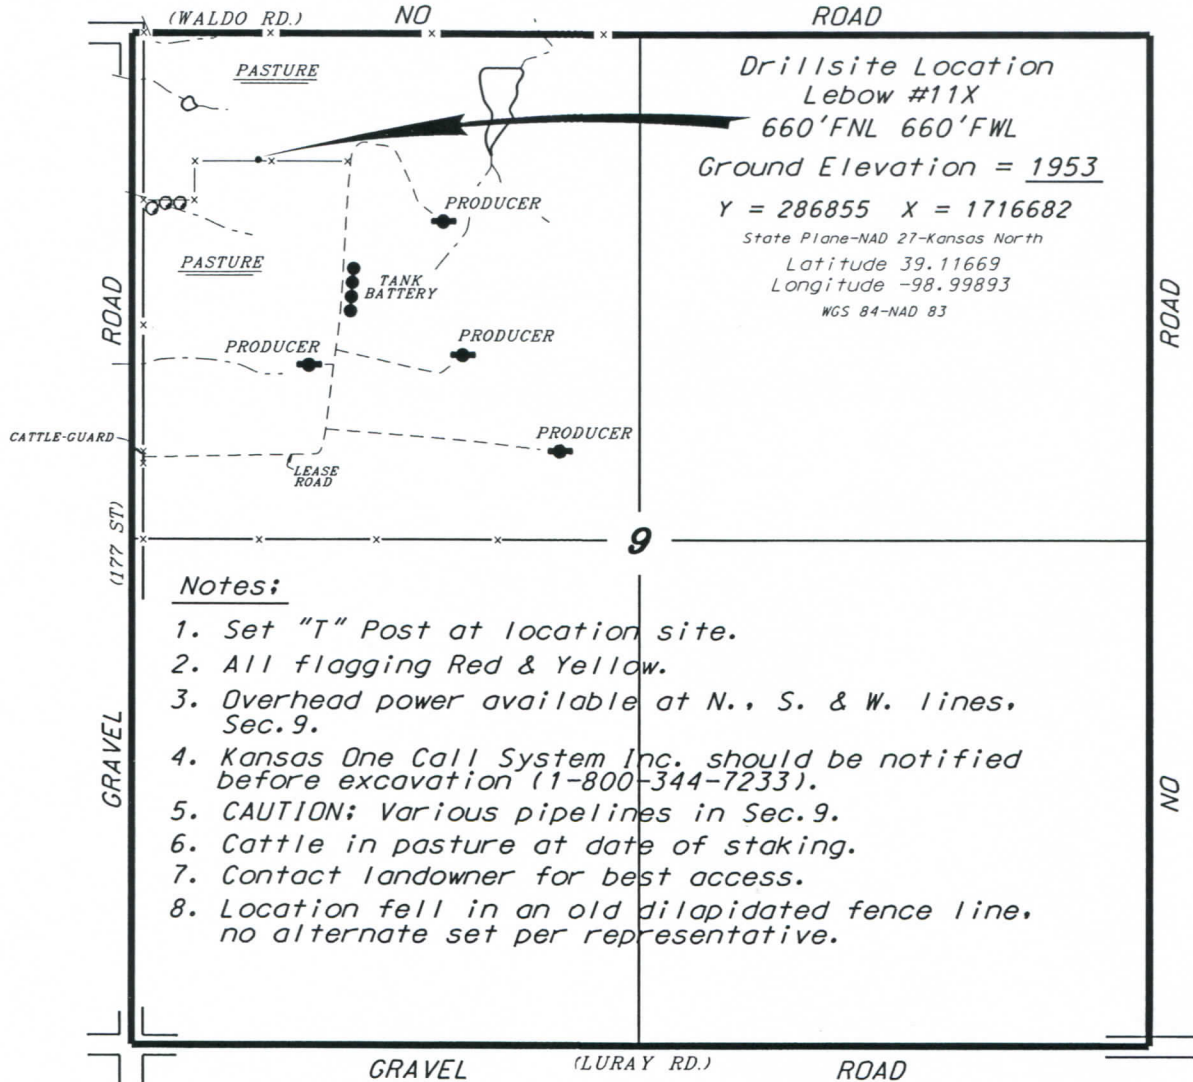 (WALDO RD.) NO ROAD
PASTURE
Drillsite Location
Lebow #11X
660'FNL 660'FWL
Ground Elevation = 1953
Y = 286855 X = 1716682
State Plane-NAD 27-Kansas North
Latitude 39.11669
Longitude -98.99893
WGS 84-NAD 83
PRODUCER
PASTURE
TANK
BATTERY
ROAD
ROAD
PRODUCER
PRODUCER
CATTLE-GUARD
PRODUCER
LEASE
ROAD
(177 ST)
9
Notes:
1. Set "T" Post at location site.
2. All flagging Red & Yellow.
3. Overhead power available at N., S. & W. lines,
Sec.9.
4. Kansas One Call System Inc. should be notified
before excavation (1-800-344-7233).
5. CAUTION: Various pipelines in Sec.9.
6. Cattle in pasture at date of staking.
7. Contact landowner for best access.
8. Location fell in an old dilapidated fence line,
no alternate set per representative.
GRAVEL
NO
GRAVEL (LURAY RD.) ROAD